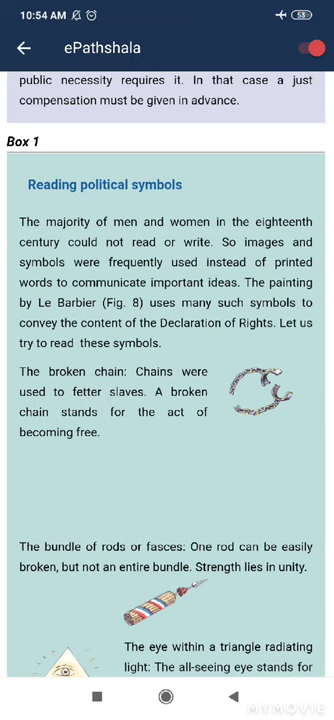 10:54 AM
53
ePathshala
public necessity requires it. In that case a just
compensation must be given in advance.
Box 1
Reading political symbols
The majority of men and women in the eighteenth
century could not read or write. So images and
symbols were frequently used instead of printed
words to communicate important ideas. The painting
by Le Barbier (Fig. 8) uses many such symbols to
convey the content of the Declaration of Rights. Let us
try to read these symbols.
The broken chain: Chains were
used to fetter slaves. A broken
chain stands for the act of
becoming free.
The bundle of rods or fasces: One rod can be easily
broken, but not an entire bundle. Strength lies in unity.
The eye within a triangle radiating
light: The all-seeing eye stands for
MYMOVIE